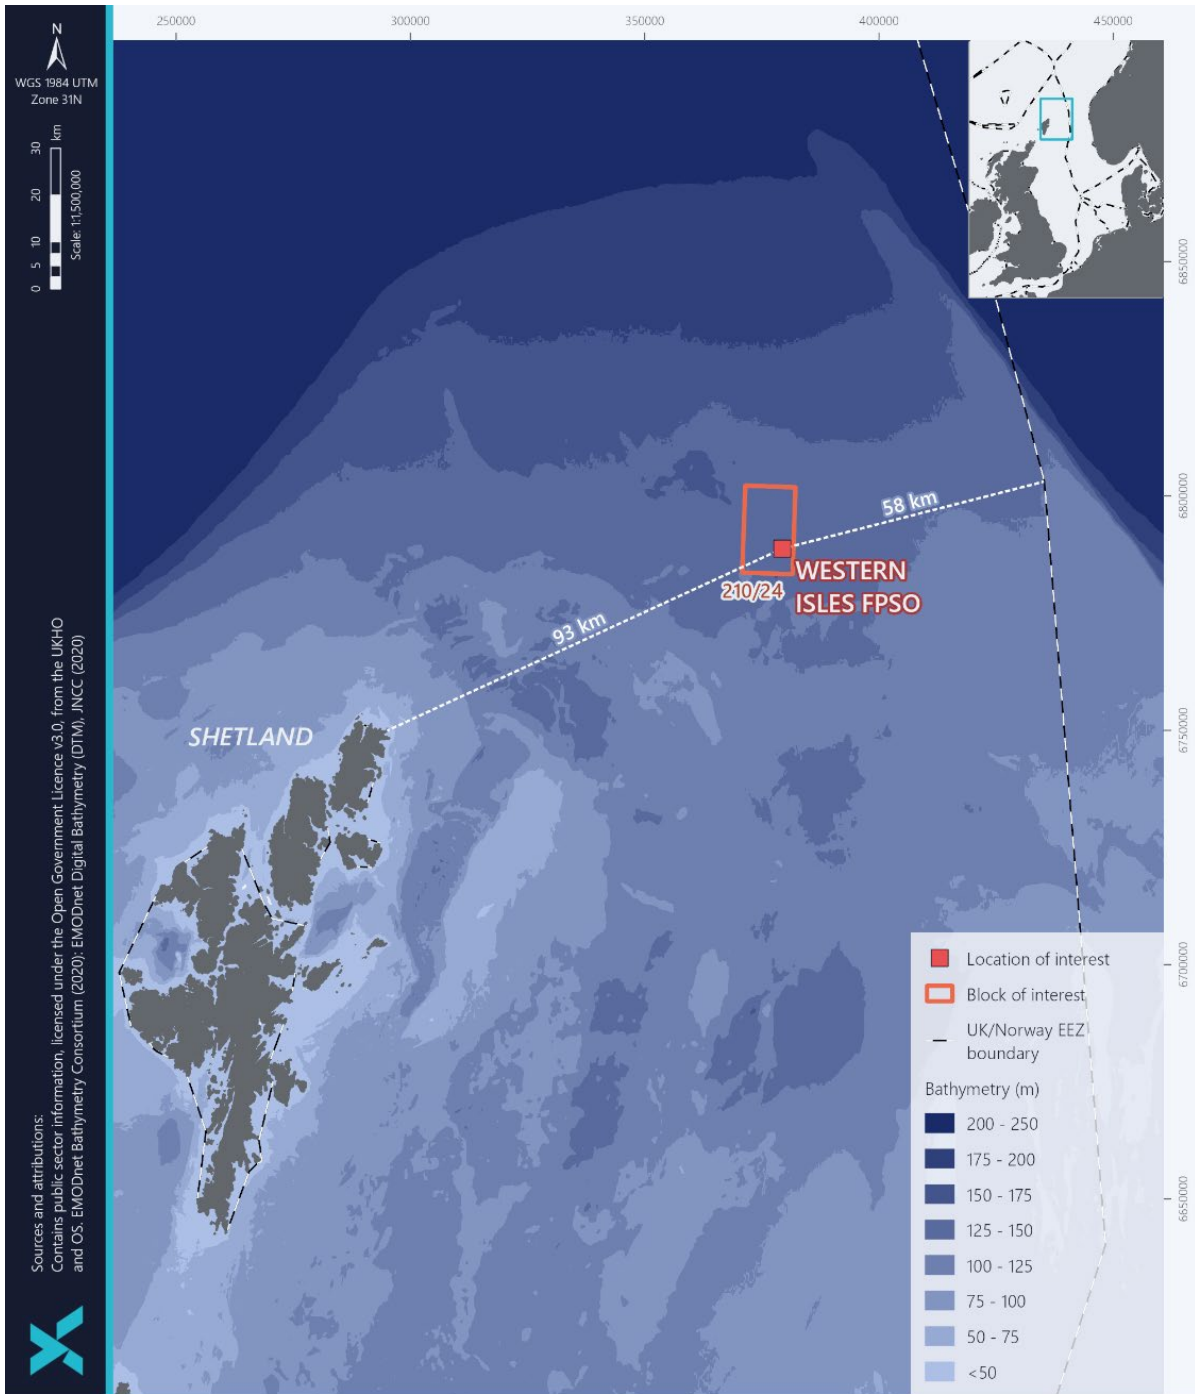 250000 300000 350000 400000 450000
N
WGS 1984 UTM
Zone 31N
0 5 10 20 30 km
Scale: 1:1,500,000
6850000
6800000
6750000
6700000
6650000
58 km
93 km
WESTERN
ISLES FPSO
210/24
SHETLAND
Location of interest
Block of interest
UK/Norway EEZ
boundary
Bathymetry (m)
200 - 250
175 - 200
150 - 175
125 - 150
100 - 125
75 - 100
50 - 75
<50
Sources and attributions:
Contains public sector information, licensed under the Open Government Licence v3.0, from the UKHO
and OS. EMODnet Bathymetry Consortium (2020): EMODnet Digital Bathymetry (DTM), JNCC (2020)